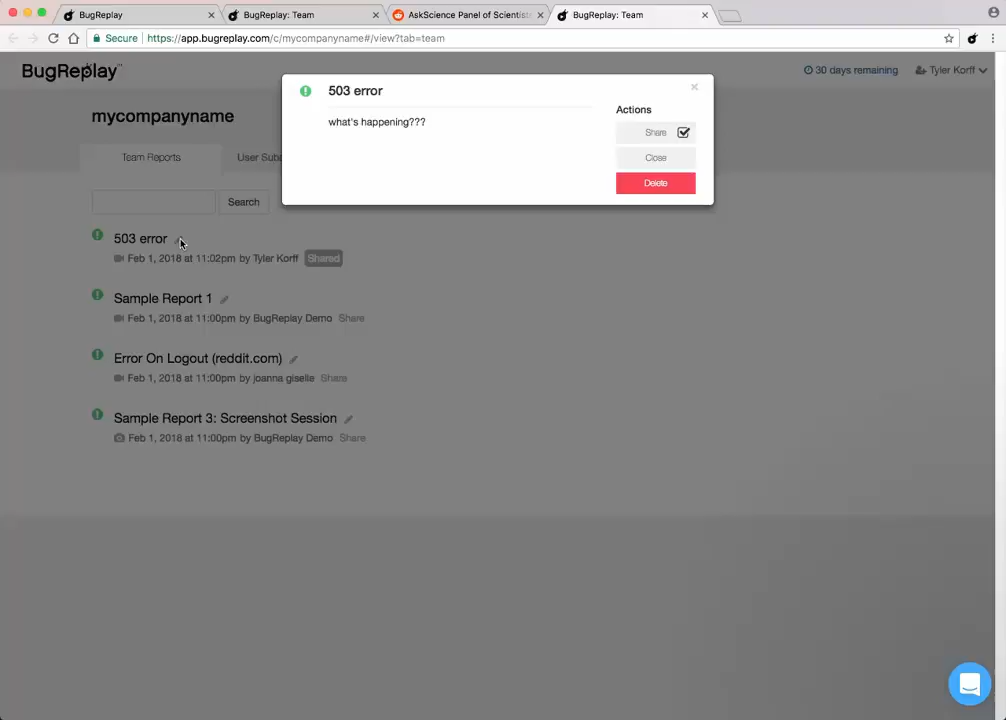 BugReplay
BugReplay: Team
AskScience Panel of Scientists
BugReplay: Team
Secure
https://app.bugreplay.com/c/mycompanyname#/view?tab=team
BugReplay
30 days remaining
Tyler Korff
mycompanyname
Team Reports
User
Search
503 error
what's happening???
Actions
Share
Close
Delete
503 error
Feb 1, 2018 at 11:02pm by Tyler Korff Shared
Sample Report 1
Feb 1, 2018 at 11:00pm by BugReplay Demo Share
Error On Logout (reddit.com)
Feb 1, 2018 at 11:00pm by joanna giselle Share
Sample Report 3: Screenshot Session
Feb 1, 2018 at 11:00pm by BugReplay Demo Share